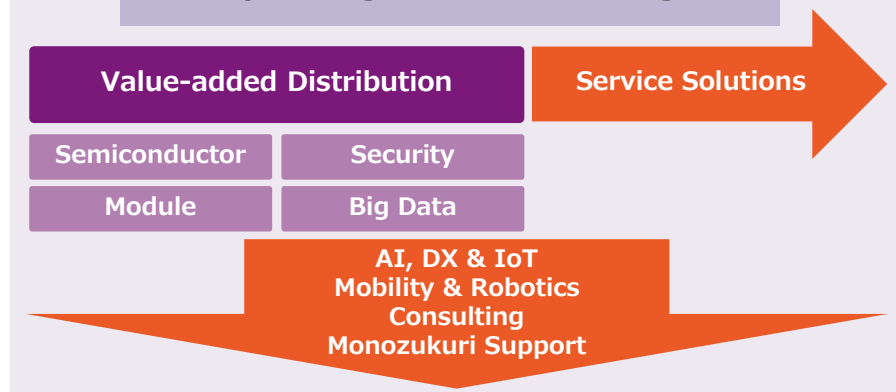 Value-added Distribution
Service Solutions
Semiconductor
Security
Module
Big Data
AI, DX & IoT
Mobility & Robotics
Consulting
Monozukuri Support